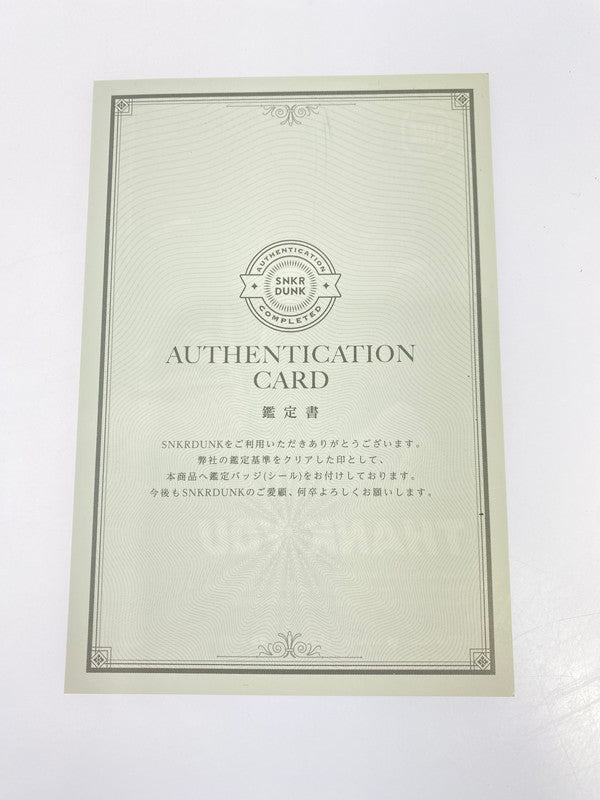 AUTHENTICATION
SNKR
DUNK
COMPLETED
AUTHENTICATION
CARD
鑑定書
SNKRDUNKをご利用いただきありがとうございます。
弊社の鑑定基準をクリアした印として、
本商品へ鑑定バッジ(シール)をお付けしております。
今後もSNKRDUNKのご愛顧、何卒よろしくお願いします。